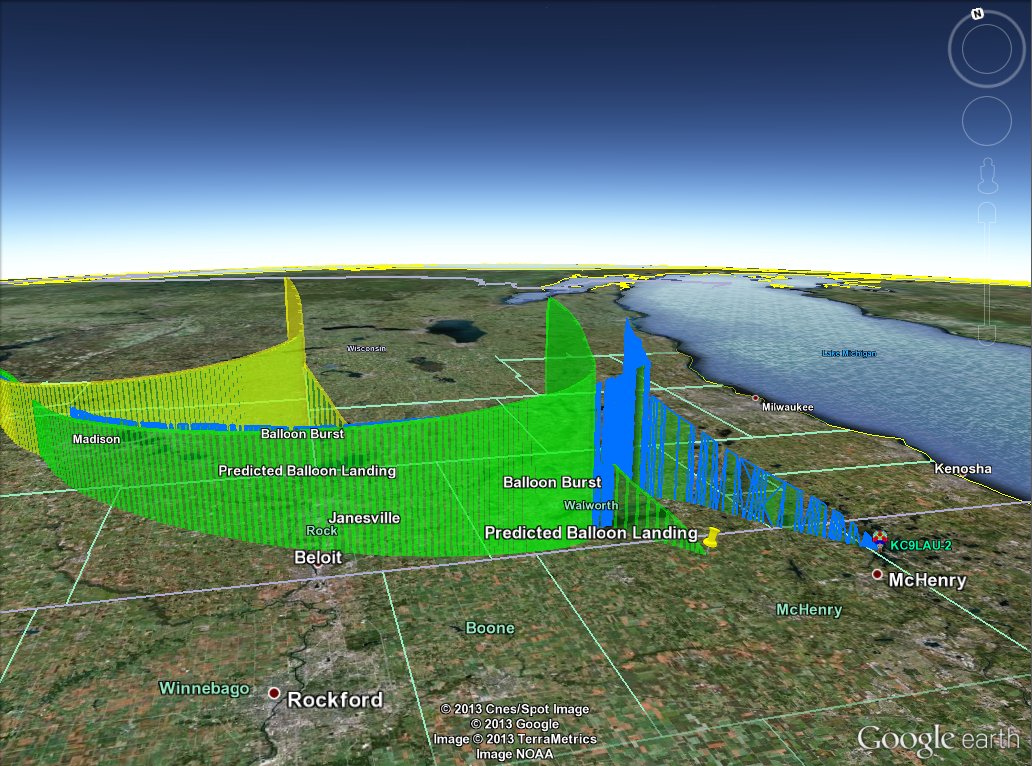 N
Wisconsin
Lake Michigan
Milwaukee
Madison
Balloon Burst
Kenosha
Predicted Balloon Landing
Balloon Burst
Walworth
Janesville
Rock
Predicted Balloon Landing
KC9LAU-2
Beloit
McHenry
McHenry
Boone
Winnebago
Rockford
© 2013 Cnes/Spot Image
© 2013 Google
Image © 2013 TerraMetrics
Image NOAA
Google earth